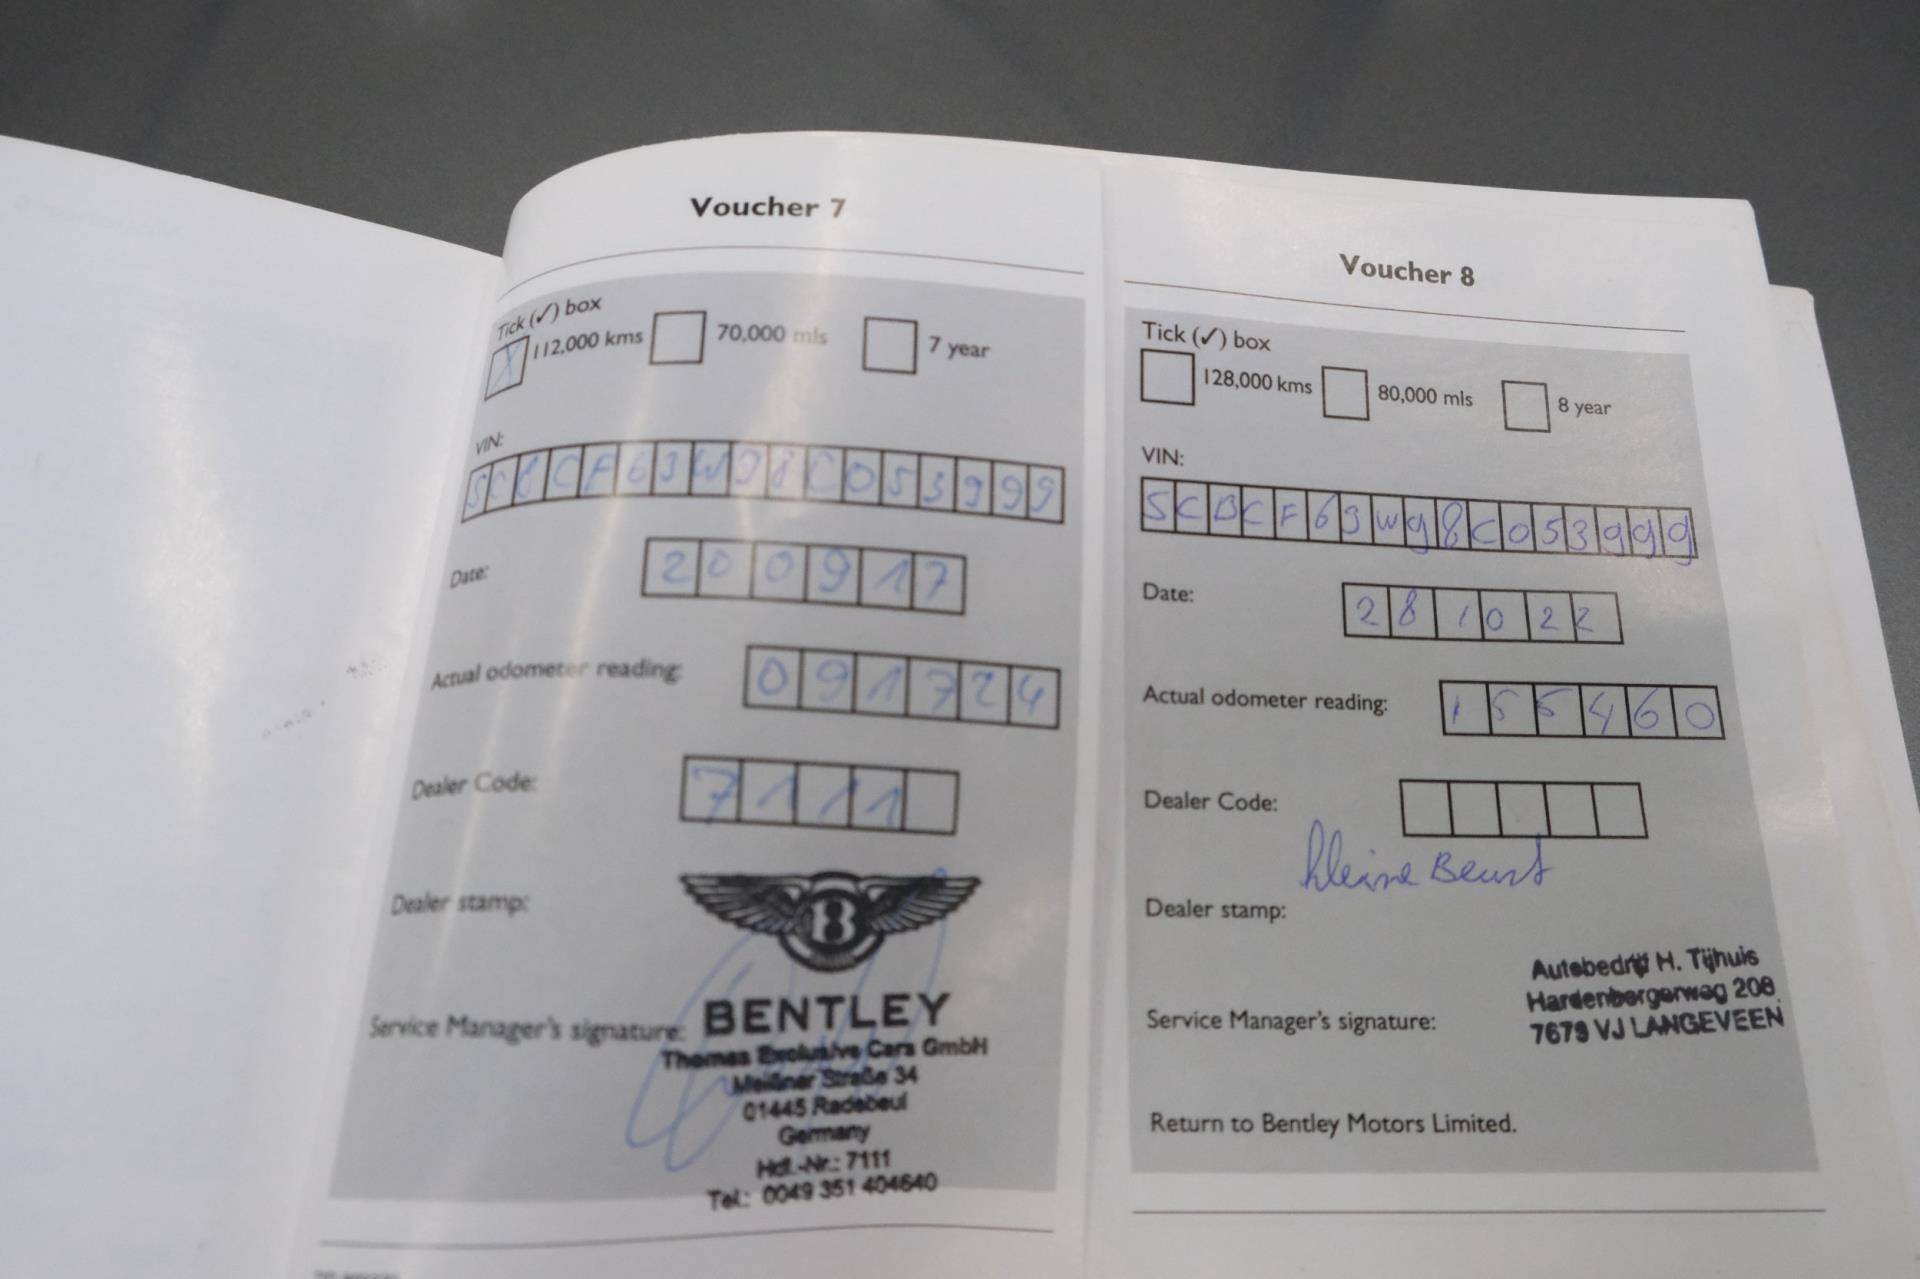 Voucher 7
Tick (✓) box
X 112,000 kms 70,000 mls 7 year
VIN:
SCBCF63W98C053999
Date: 200917
Actual odometer reading: 091724
Dealer Code: 7111
Dealer stamp:
B
BENTLEY
Service Manager's signature:
Thomas Exclusive Cars GmbH
Meißner Straße 34
01445 Radebeul
Germany
Hdl.-Nr.: 7111
Tel.: 0049 351 404640
Voucher 8
Tick (✓) box
128,000 kms 80,000 mls 8 year
VIN:
SCBCF63W98C053999
Date: 281022
Actual odometer reading: 155460
Dealer Code:
kleine Beurt
Dealer stamp:
Autobedrijf H. Tijhuis
Hardenbergerweg 208
7679 VJ LANGEVEEN
Service Manager's signature:
Return to Bentley Motors Limited.